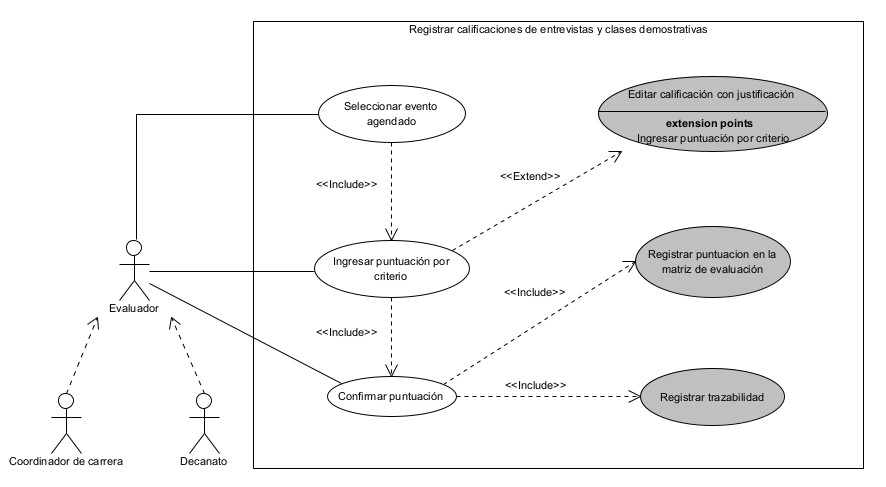 Registrar calificaciones de entrevistas y clases demostrativas
Seleccionar evento
agendado
Editar calificación con justificación
extension points
Ingresar puntuación por criterio
<<Include>>
<<Extend>>
Ingresar puntuación por
criterio
Registrar puntuacion en la
matriz de evaluación
<<Include>>
Evaluador
<<Include>>
<<Include>>
Confirmar puntuación
Registrar trazabilidad
Coordinador de carrera
Decanato